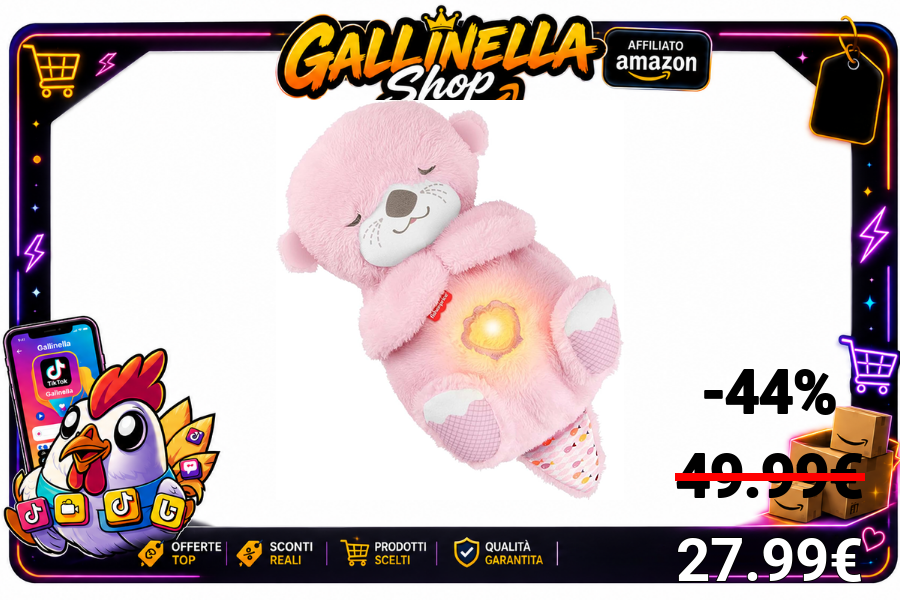 GALLINELLA
Shop
AFFILIATO
amazon
Gallinella
TikTok
Gallinella
-44%
49.99€
27.99€
OFFERTE
TOP
SCONTI
REALI
PRODOTTI
SCELTI
QUALITÀ
GARANTITA